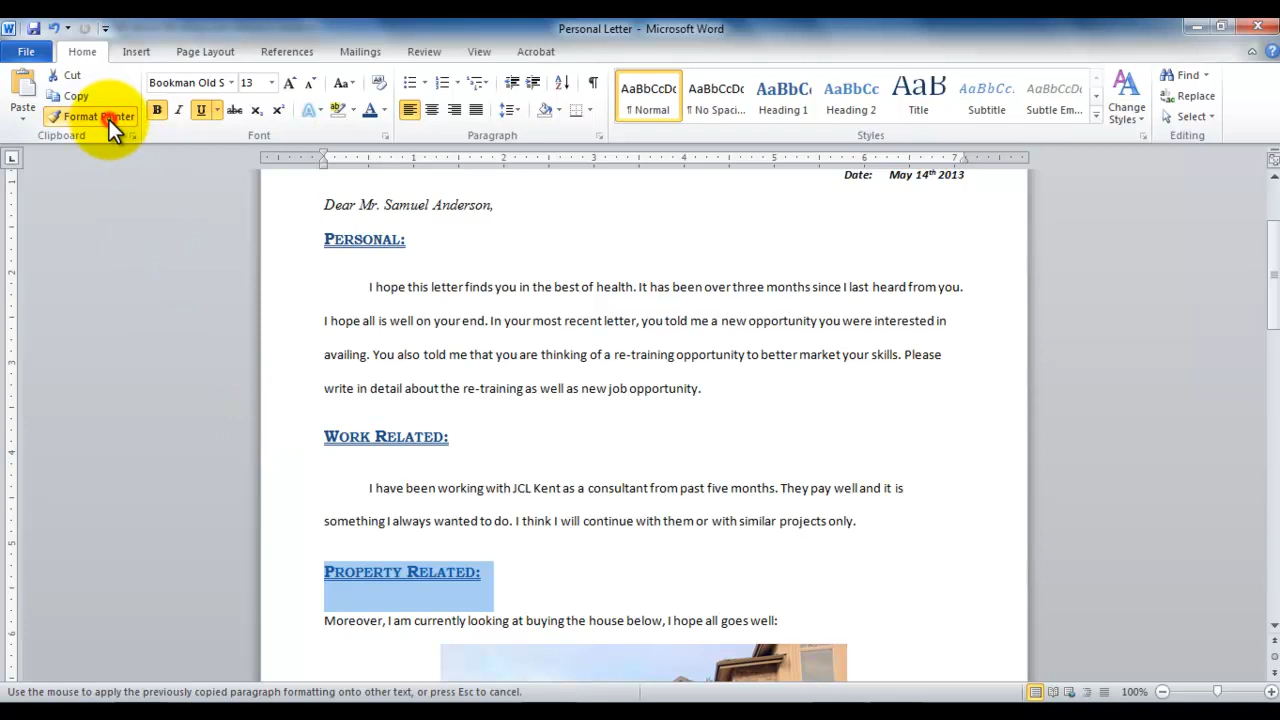 Personal Letter - Microsoft Word
File Home Insert Page Layout References Mailings Review View Acrobat
Paste
Cut
Copy
Format Painter
Clipboard
Bookman Old S 13
Font
Paragraph
AaBbCcDc AaBbCcDc AaBbC AaBbCc AaB AaBbCc. AaBbCcDa
¶ Normal ¶ No Spaci... Heading 1 Heading 2 Title Subtitle Subtle Em...
Change Styles
Styles
Find
Replace
Select
Editing
Date: May 14th 2013
Dear Mr. Samuel Anderson,
PERSONAL:
I hope this letter finds you in the best of health. It has been over three months since I last heard from you.
I hope all is well on your end. In your most recent letter, you told me a new opportunity you were interested in
availing. You also told me that you are thinking of a re-training opportunity to better market your skills. Please
write in detail about the re-training as well as new job opportunity.
WORK RELATED:
I have been working with JCL Kent as a consultant from past five months. They pay well and it is
something I always wanted to do. I think I will continue with them or with similar projects only.
PROPERTY RELATED:
Moreover, I am currently looking at buying the house below, I hope all goes well:
Use the mouse to apply the previously copied paragraph formatting onto other text, or press Esc to cancel.
100%